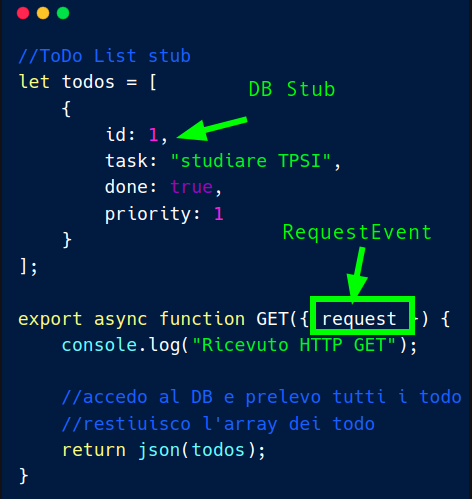 //ToDo List stub
let todos = [
DB Stub
{
id: 1,
task: "studiare TPSI",
done: true,
priority: 1
}
RequestEvent
];
export async function GET({ request }) {
console.log("Ricevuto HTTP GET");
//accedo al DB e prelevo tutti i todo
//restiuisco l'array dei todo
return json(todos);
}